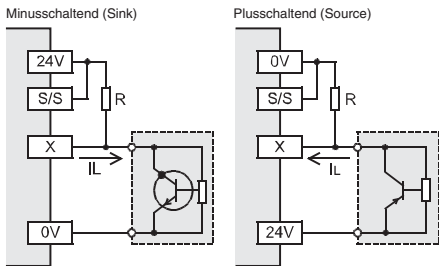 Minusschaltend (Sink)
24V
S/S
R
X
IL
0V
Plusschaltend (Source)
0V
S/S
R
X
IL
24V